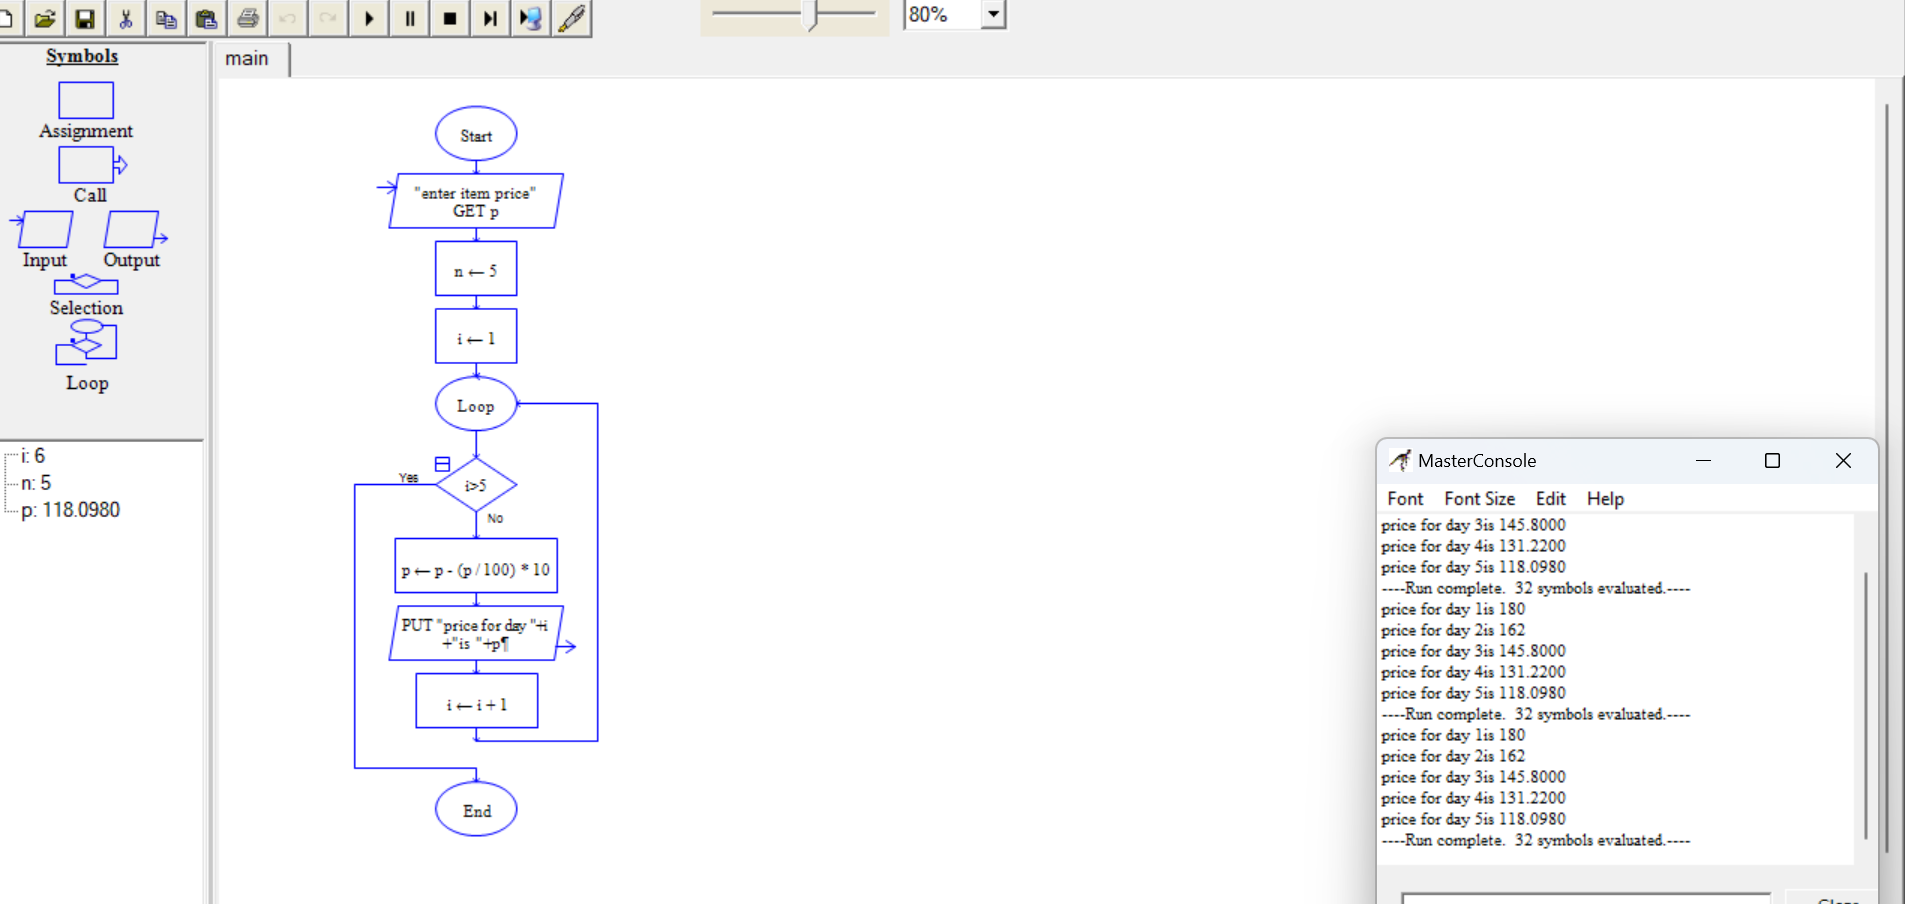 80%
Symbols
Assignment
Call
Input Output
Selection
Loop
i: 6
n: 5
p: 118.0980
main
Start
"enter item price"
GET p
n ← 5
i ← 1
Loop
Yes
i>5
No
p ← p - (p / 100) * 10
PUT "price for day "+i
+"is "+p¶
i ← i + 1
End
MasterConsole
Font Font Size Edit Help
price for day 3is 145.8000
price for day 4is 131.2200
price for day 5is 118.0980
----Run complete.  32 symbols evaluated.----
price for day 1is 180
price for day 2is 162
price for day 3is 145.8000
price for day 4is 131.2200
price for day 5is 118.0980
----Run complete.  32 symbols evaluated.----
price for day 1is 180
price for day 2is 162
price for day 3is 145.8000
price for day 4is 131.2200
price for day 5is 118.0980
----Run complete.  32 symbols evaluated.----